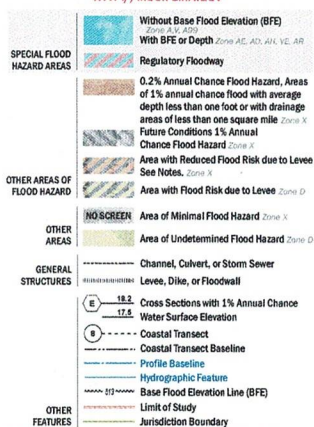 Without Base Flood Elevation (BFE)
Zone A,V, A99
With BFE or Depth Zone AE, AO, AH, VE, AR
SPECIAL FLOOD
HAZARD AREAS
Regulatory Floodway
0.2% Annual Chance Flood Hazard, Areas
of 1% annual chance flood with average
depth less than one foot or with drainage
areas of less than one square mile Zone X
Future Conditions 1% Annual
Chance Flood Hazard Zone X
Area with Reduced Flood Risk due to Levee
See Notes. Zone X
OTHER AREAS OF
FLOOD HAZARD
Area with Flood Risk due to Levee Zone D
NO SCREEN Area of Minimal Flood Hazard Zone X
OTHER
AREAS
Area of Undetermined Flood Hazard Zone D
GENERAL
STRUCTURES
Channel, Culvert, or Storm Sewer
Levee, Dike, or Floodwall
E 18.2 Cross Sections with 1% Annual Chance
17.5 Water Surface Elevation
8 Coastal Transect
Coastal Transect Baseline
Profile Baseline
Hydrographic Feature
513 Base Flood Elevation Line (BFE)
OTHER
FEATURES
Limit of Study
Jurisdiction Boundary